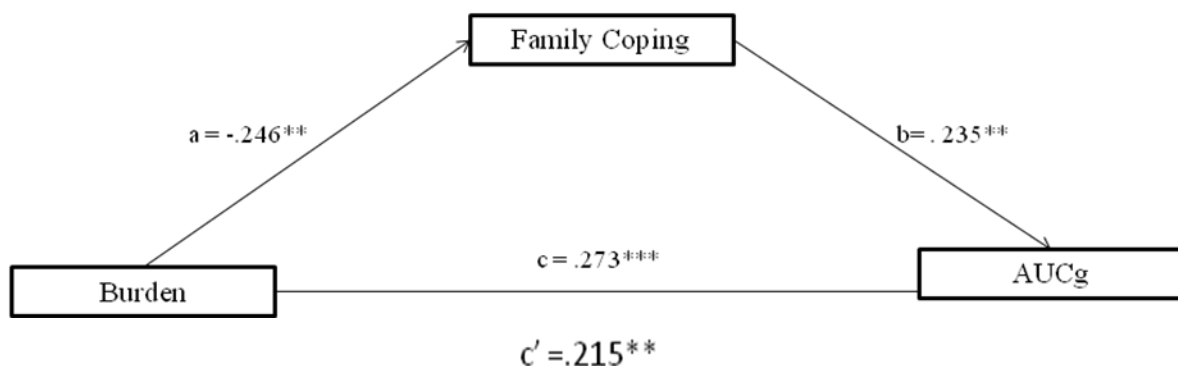 Family Coping
a = -.246**
b= . 235**
c = .273***
Burden
AUCg
c' =.215**